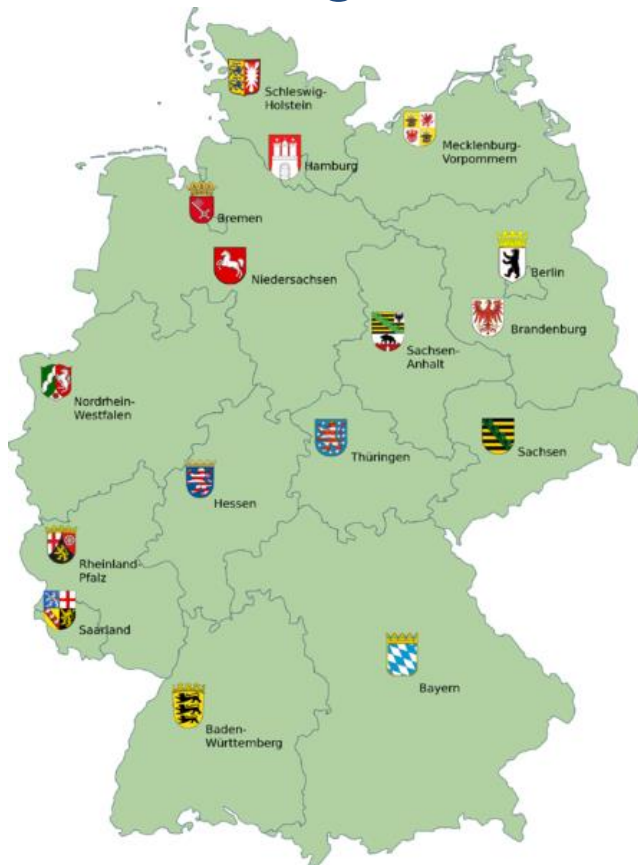 Schleswig-
Holstein
Mecklenburg-
Vorpommern
Hamburg
Bremen
Berlin
Niedersachsen
Brandenburg
Sachsen-
Anhalt
Nordrhein-
Westfalen
Thüringen
Sachsen
Hessen
Rheinland-
Pfalz
Saarland
Bayern
Baden-
Württemberg